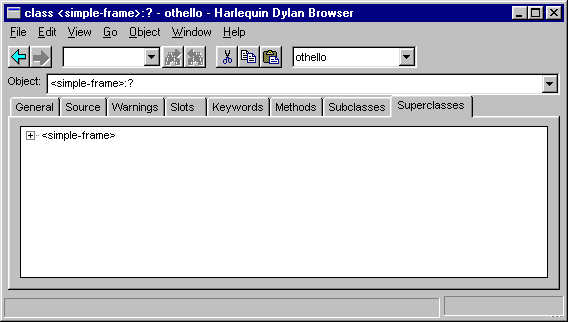 class <simple-frame>:? - othello - Harlequin Dylan Browser
File Edit View Go Object Window Help
othello
Object: <simple-frame>:?
General Source Warnings Slots Keywords Methods Subclasses Superclasses
<simple-frame>